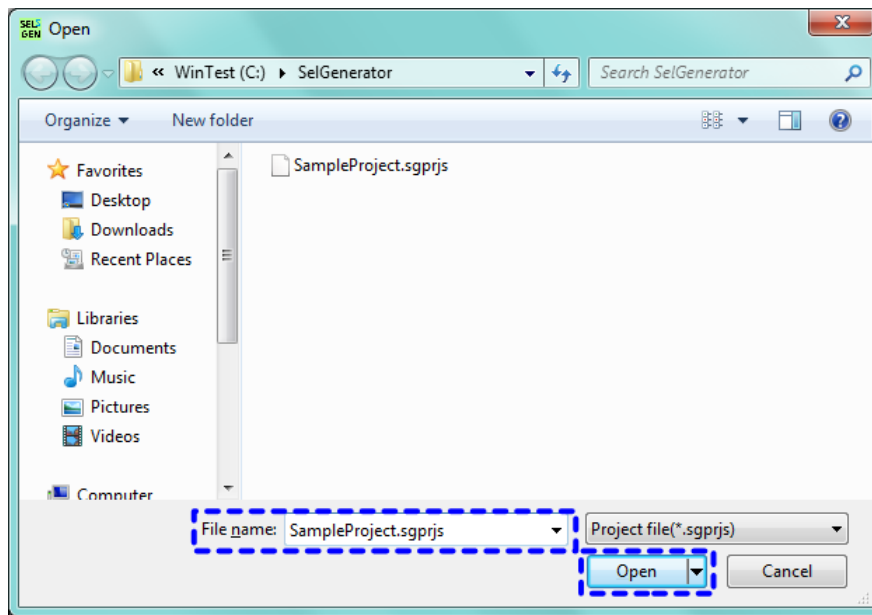 SELS
GEN Open
« WinTest (C:) ▸ SelGenerator
Search SelGenerator
Organize
New folder
Favorites
Desktop
Downloads
Recent Places
Libraries
Documents
Music
Pictures
Videos
Computer
SampleProject.sgprjs
File name: SampleProject.sgprjs
Project file(*.sgprjs)
Open
Cancel